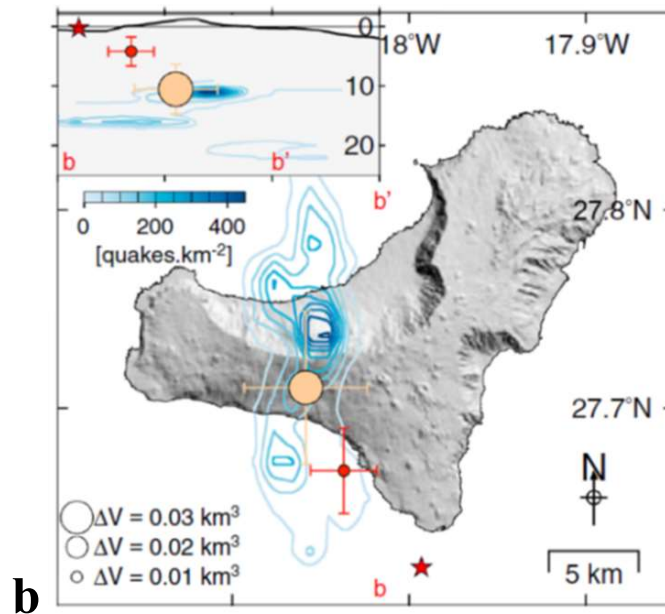 0
18°W
17.9°W
10
20
b
b'
b'
0 200 400
[quakes.km-2]
27.8°N
27.7°N
N
ΔV = 0.03 km³
ΔV = 0.02 km³
ΔV = 0.01 km³
5 km
b
b